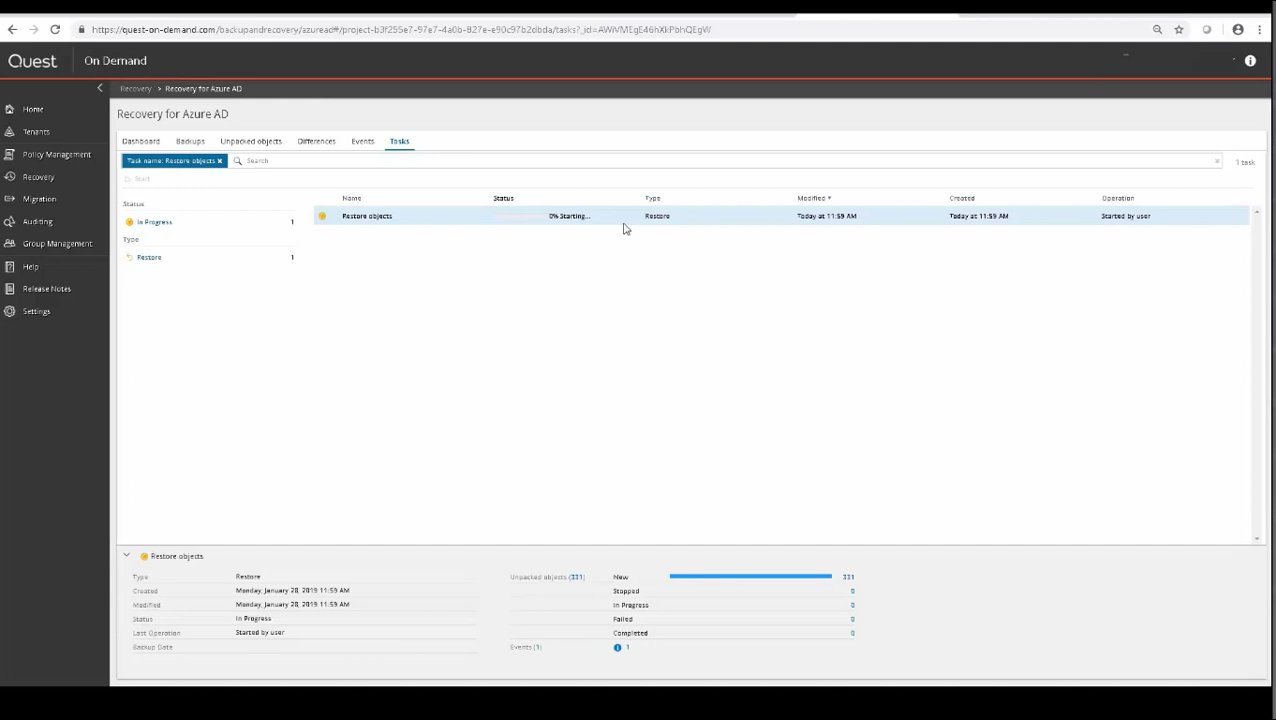 https://quest-on-demand.com/backupandrecovery/azuread#/project-b3f255e7-97e7-4a0b-827e-e90c97b2dbda/tasks?_id=AWiVMEgE46hXkPbhQEgW
Quest On Demand
Recovery > Recovery for Azure AD
Recovery for Azure AD
Home
Tenants
Policy Management
Recovery
Migration
Auditing
Group Management
Help
Release Notes
Settings
Dashboard Backups Unpacked objects Differences Events Tasks
Task name: Restore objects × Search × 1 task
Start
Status
In Progress 1
Type
Restore 1
Name Status Type Modified Created Operation
Restore objects 0% Starting... Restore Today at 11:59 AM Today at 11:59 AM Started by user
Restore objects
Type Restore
Created Monday, January 28, 2019 11:59 AM
Modified Monday, January 28, 2019 11:59 AM
Status In Progress
Last Operation Started by user
Backup Date
Unpacked objects (331) New 331
Stopped 0
In Progress 0
Failed 0
Completed 0
Events (1) 1